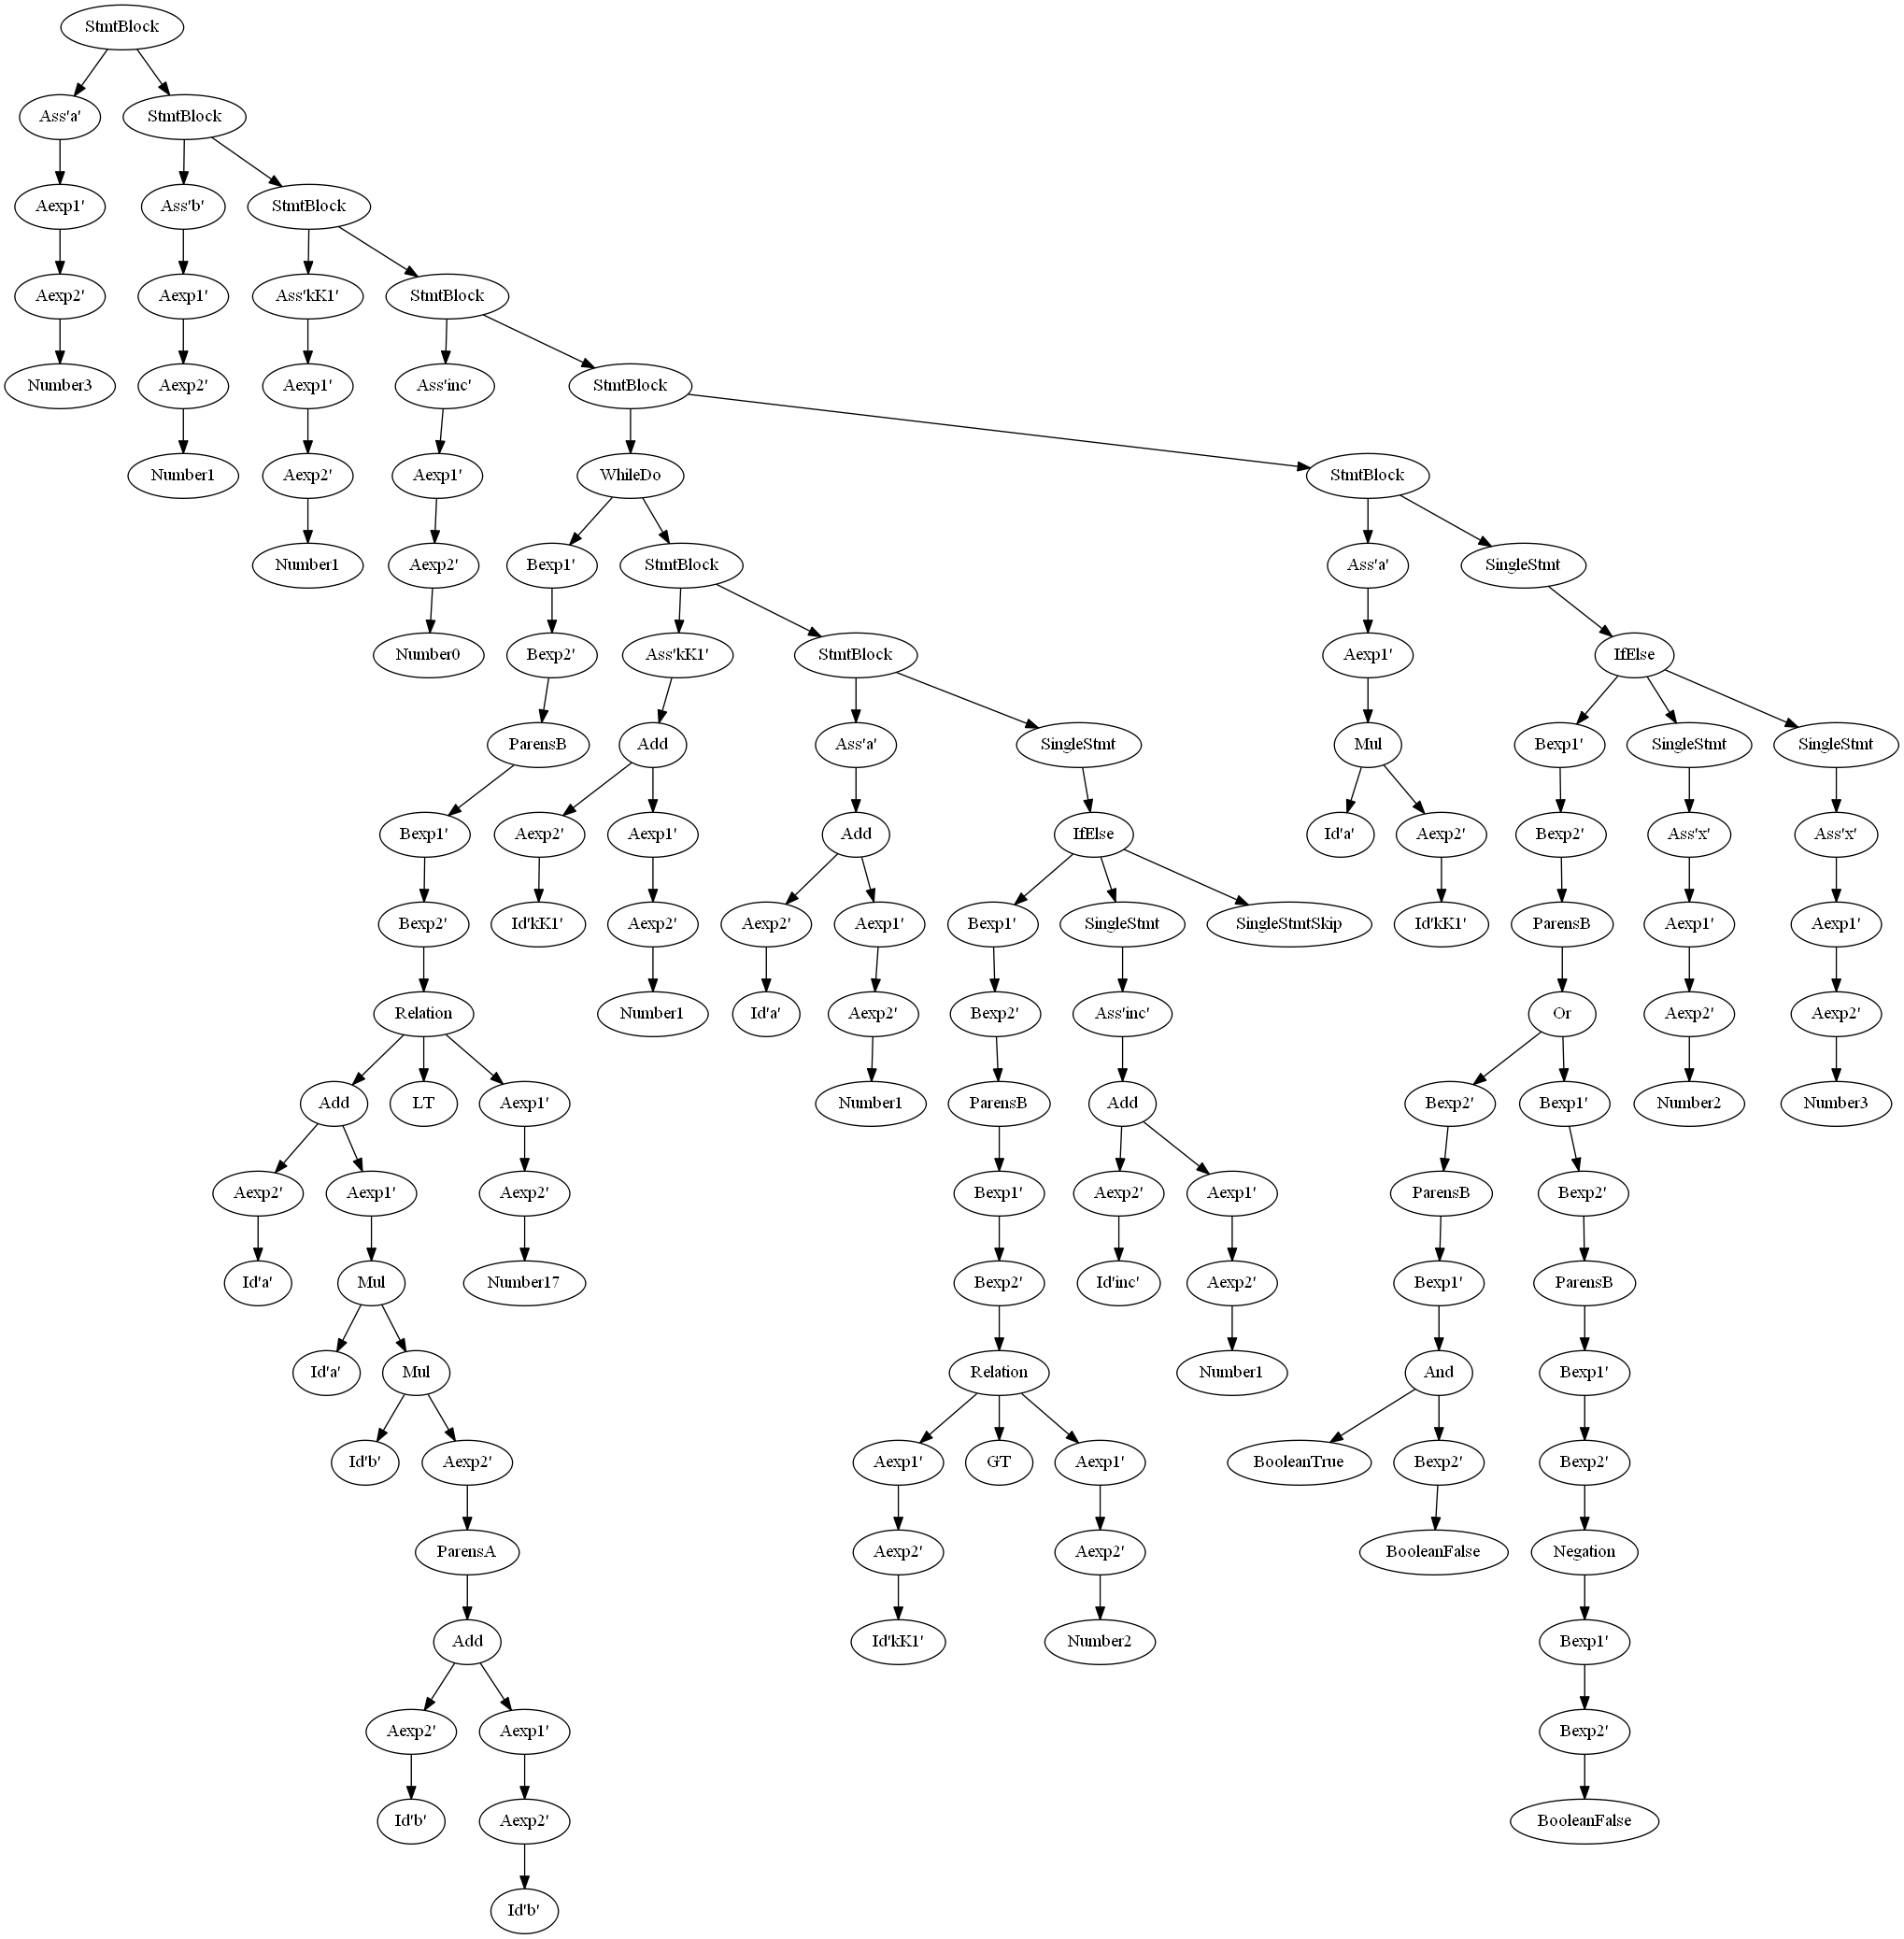 StmtBlock
Ass'a' StmtBlock
Aexp1' Ass'b' StmtBlock
Aexp2' Aexp1' Ass'kK1' StmtBlock
Number3 Aexp2' Aexp1' Ass'inc' StmtBlock
Number1 Aexp2' Aexp1' WhileDo StmtBlock
Number1 Aexp2' Bexp1' StmtBlock Ass'a' SingleStmt
Number0 Bexp2' Ass'kK1' StmtBlock Aexp1' IfElse
ParensB Add Ass'a' SingleStmt Mul Bexp1' SingleStmt SingleStmt
Bexp1' Aexp2' Aexp1' Add IfElse Id'a' Aexp2' Bexp2' Ass'x' Ass'x'
Bexp2' Id'kK1' Aexp2' Aexp2' Aexp1' Bexp1' SingleStmt SingleStmtSkip Id'kK1' ParensB Aexp1' Aexp1'
Relation Number1 Id'a' Aexp2' Bexp2' Ass'inc' Or Aexp2' Aexp2'
Add LT Aexp1' Number1 ParensB Add Bexp2' Bexp1' Number2 Number3
Aexp2' Aexp1' Aexp2' Bexp1' Aexp2' Aexp1' ParensB Bexp2'
Id'a' Mul Number17 Bexp2' Id'inc' Aexp2' Bexp1' ParensB
Id'a' Mul Relation Number1 And Bexp1'
Id'b' Aexp2' Aexp1' GT Aexp1' BooleanTrue Bexp2' Bexp2'
ParensA Aexp2' Aexp2' BooleanFalse Negation
Add Id'kK1' Number2 Bexp1'
Aexp2' Aexp1' Bexp2'
Id'b' Aexp2' BooleanFalse
Id'b'